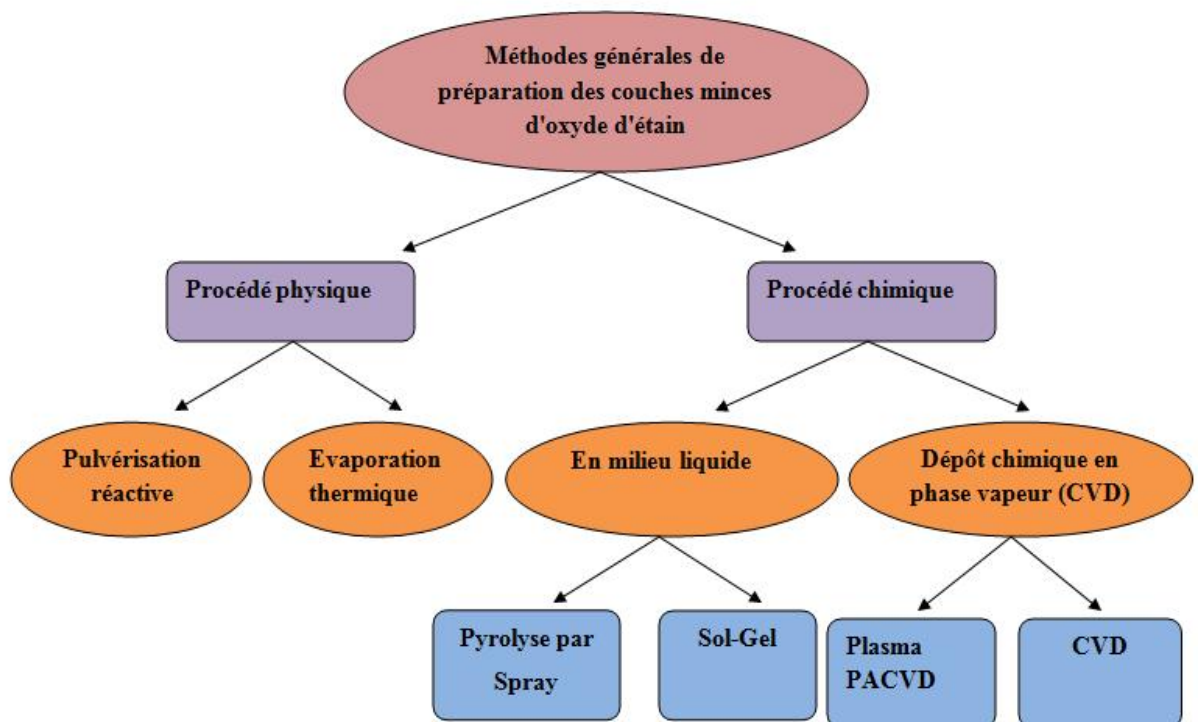 Méthodes générales de
préparation des couches minces
d'oxyde d'étain
Procédé physique
Procédé chimique
Pulvérisation
réactive
Evaporation
thermique
En milieu liquide
Dépôt chimique en
phase vapeur (CVD)
Pyrolyse par
Spray
Sol-Gel
Plasma
PACVD
CVD